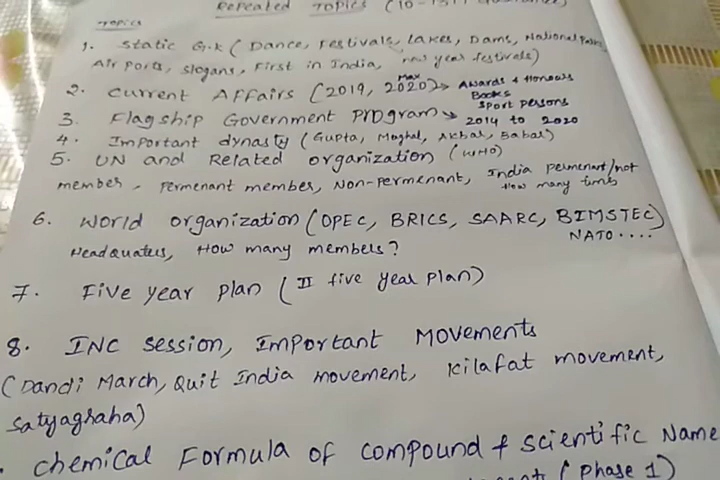 Repeated Topics (10-15
Topics
1. Static G.K ( Dance, Festivals, Lakes, Dams, National Parks,
Air ports, slogans, First in India, new year festivals)
2. Current Affairs (2019, 2020) max → Awards & Honours
Books
Sport persons
3. Flagship Government Program → 2014 to 2020
4. Important dynasty ( Gupta, Moghal, Akbar, Babar)
5. UN and Related organization ( WHO)
member, Permenant member, Non-permenant, India permenant/not
How many times
6. World organization ( OPEC, BRICS, SAARC, BIMSTEC)
NATO....
Headquaters, How many members?
7. Five year plan ( II five year plan)
8. INC session, Important Movements
( Dandi March, Quit India movement, Kilafat movement,
Satyagraha)
. Chemical Formula of compound & scientific Name
( Phase 1)